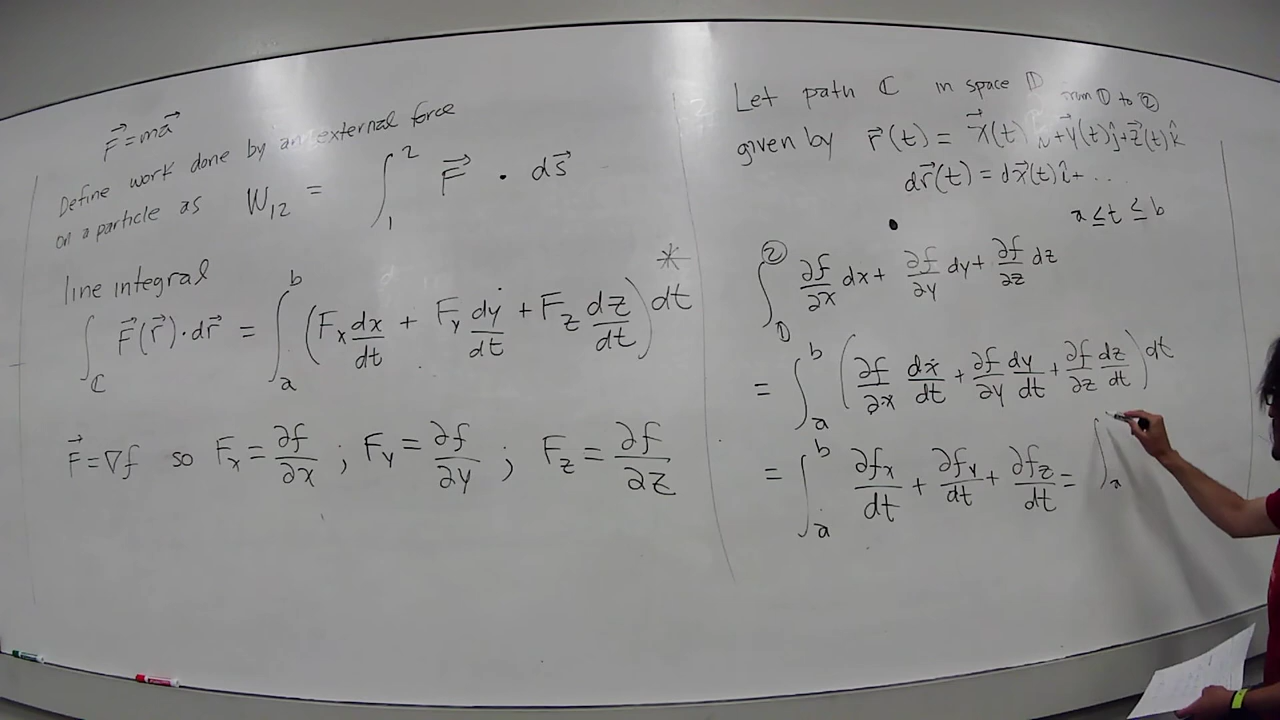 F⃗=ma⃗
Define work done by an external force
on a particle as W₁₂ = ∫₁² F⃗ · ds⃗
line integral
∫_C F⃗(r⃗)·dr⃗ = ∫ₐᵇ (Fₓ dx/dt + F_y dy/dt + F_z dz/dt) dt *
F⃗=∇f so Fₓ= ∂f/∂x ; F_y= ∂f/∂y ; F_z= ∂f/∂z
Let path C in space D from ① to ②
given by r⃗(t) = x⃗(t) î+y⃗(t)ĵ+z⃗(t)k̂
dr⃗(t) = dx⃗(t)î+ ...
a ≤ t ≤ b
∫_①^② ∂f/∂x dx+ ∂f/∂y dy+ ∂f/∂z dz
= ∫ₐᵇ (∂f/∂x dx/dt + ∂f/∂y dy/dt + ∂f/∂z dz/dt) dt
= ∫ₐᵇ ∂fₓ/dt + ∂f_y/dt + ∂f_z/dt = ∫ₐ